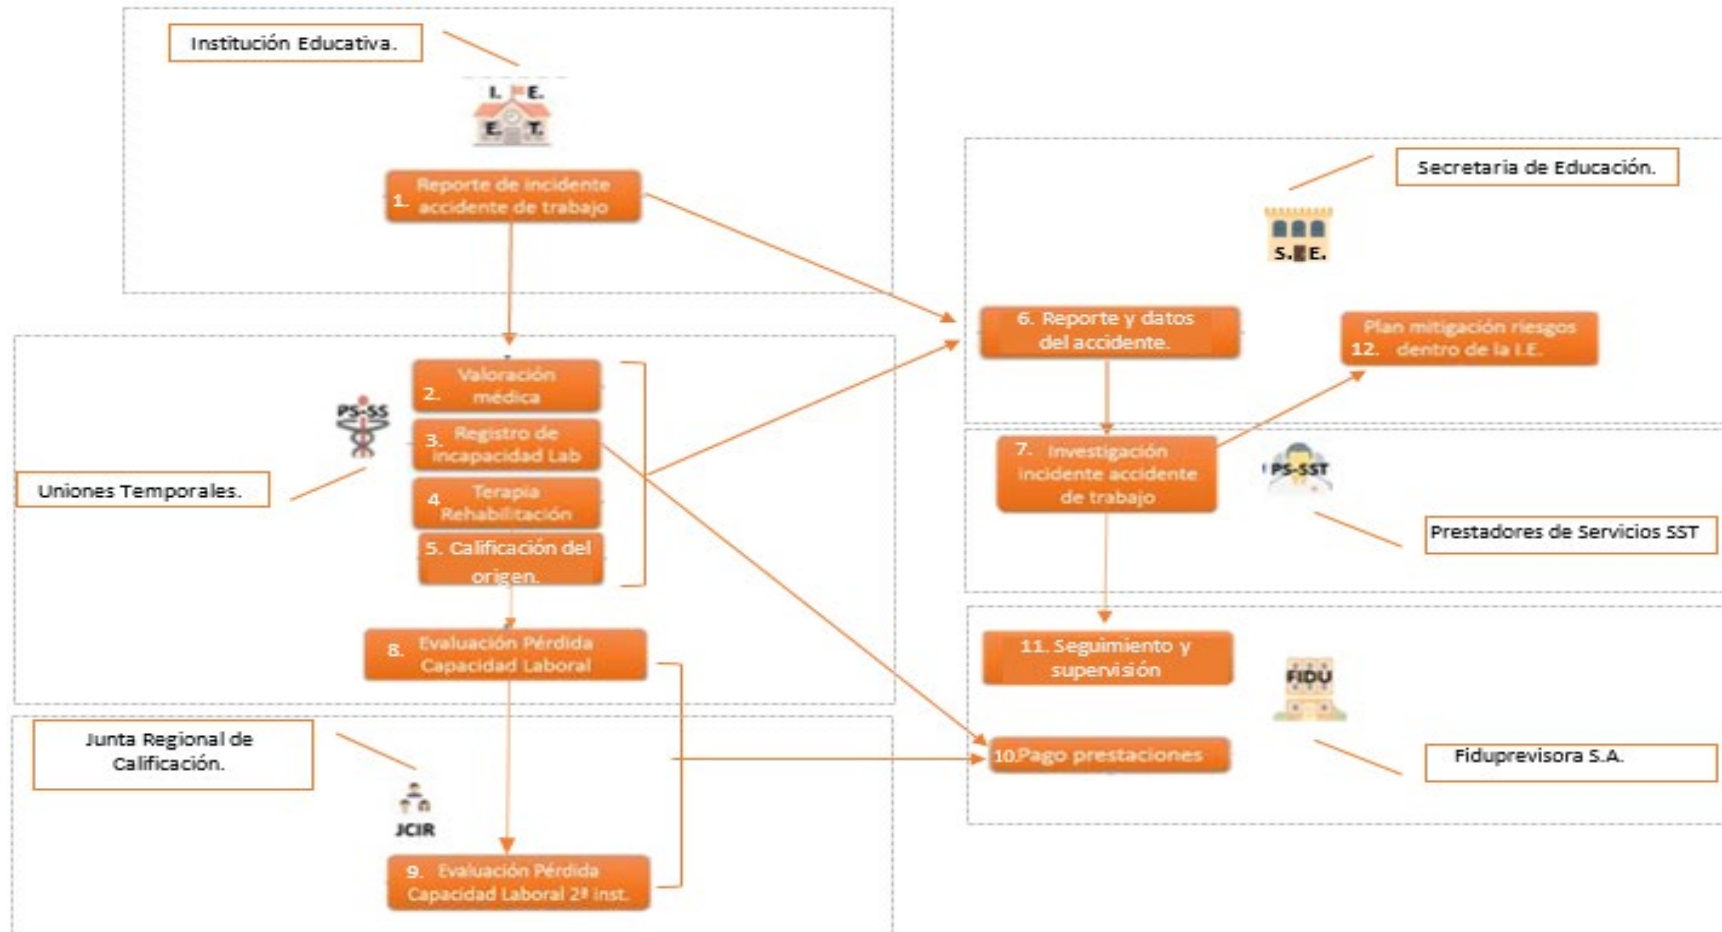 Institución Educativa.
I. E.
E. T.
1. Reporte de incidente
accidente de trabajo
Secretaria de Educación.
S. E.
6. Reporte y datos
del accidente.
Plan mitigación riesgos
12. dentro de la I.E.
2. Valoración
médica
PS-SS
3. Registro de
incapacidad Lab
Uniones Temporales.
4 Terapia
Rehabilitación
5. Calificación del
origen.
7. Investigación
incidente accidente
de trabajo
PS-SST
Prestadores de Servicios SST
8. Evaluación Pérdida
Capacidad Laboral
11. Seguimiento y
supervisión
FIDU
Junta Regional de
Calificación.
10.Pago prestaciones
Fiduprevisora S.A.
JCIR
9. Evaluación Pérdida
Capacidad Laboral 2ª inst.